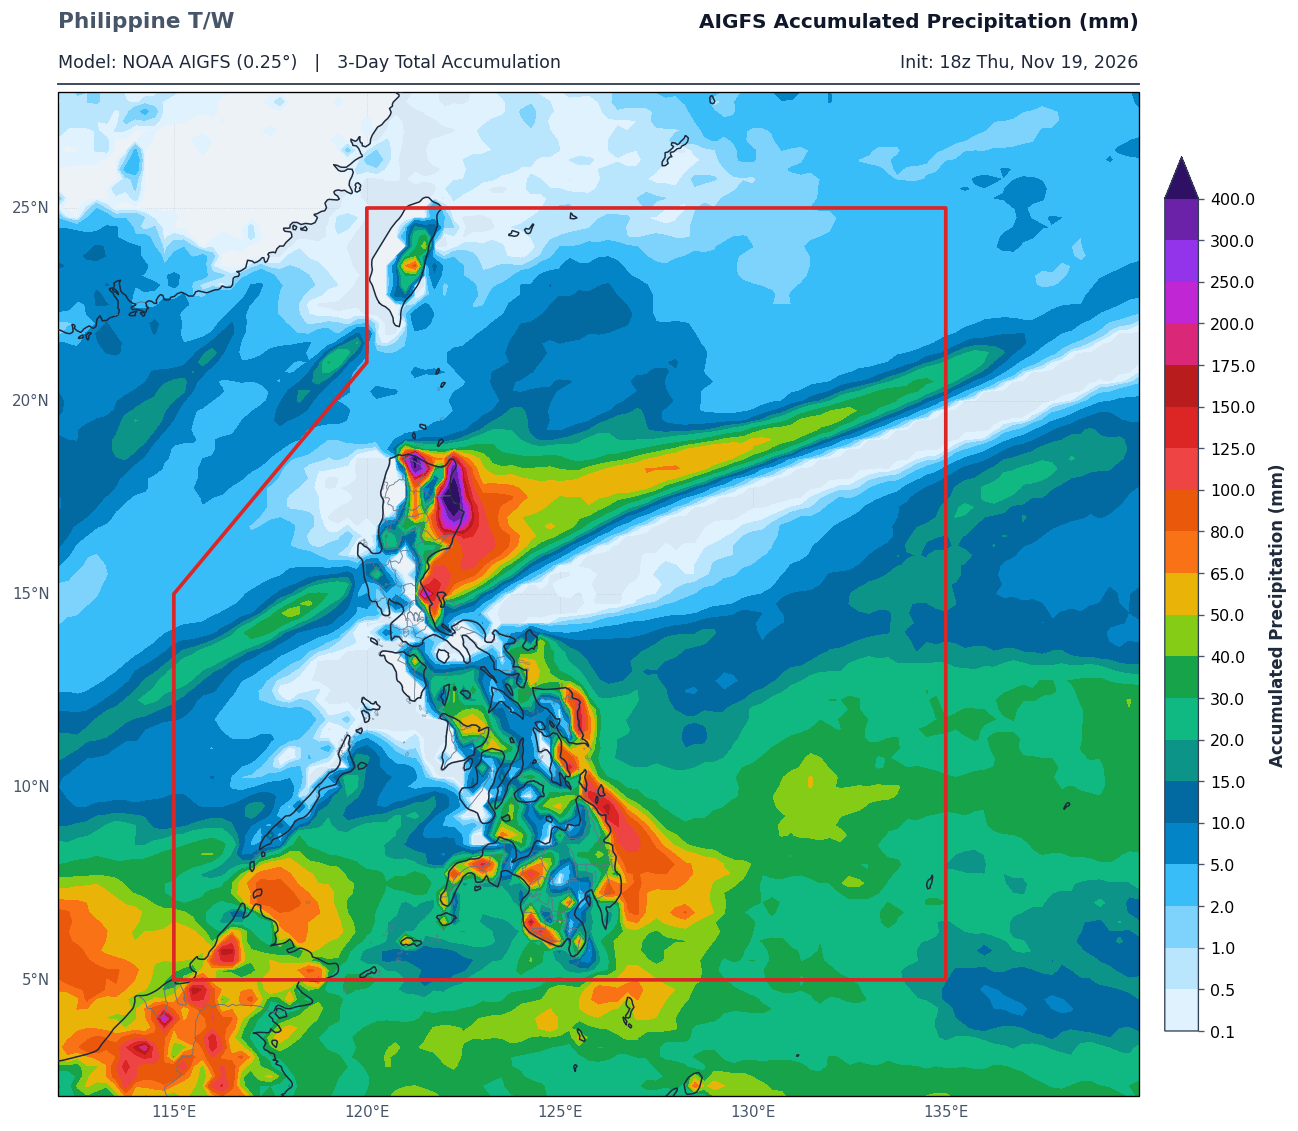 Philippine T/W
AIGFS Accumulated Precipitation (mm)
Model: NOAA AIGFS (0.25°) | 3-Day Total Accumulation
Init: 18z Thu, Nov 19, 2026
25°N
20°N
15°N
10°N
5°N
115°E
120°E
125°E
130°E
135°E
400.0
300.0
250.0
200.0
175.0
150.0
125.0
100.0
80.0
65.0
50.0
40.0
30.0
20.0
15.0
10.0
5.0
2.0
1.0
0.5
0.1
Accumulated Precipitation (mm)